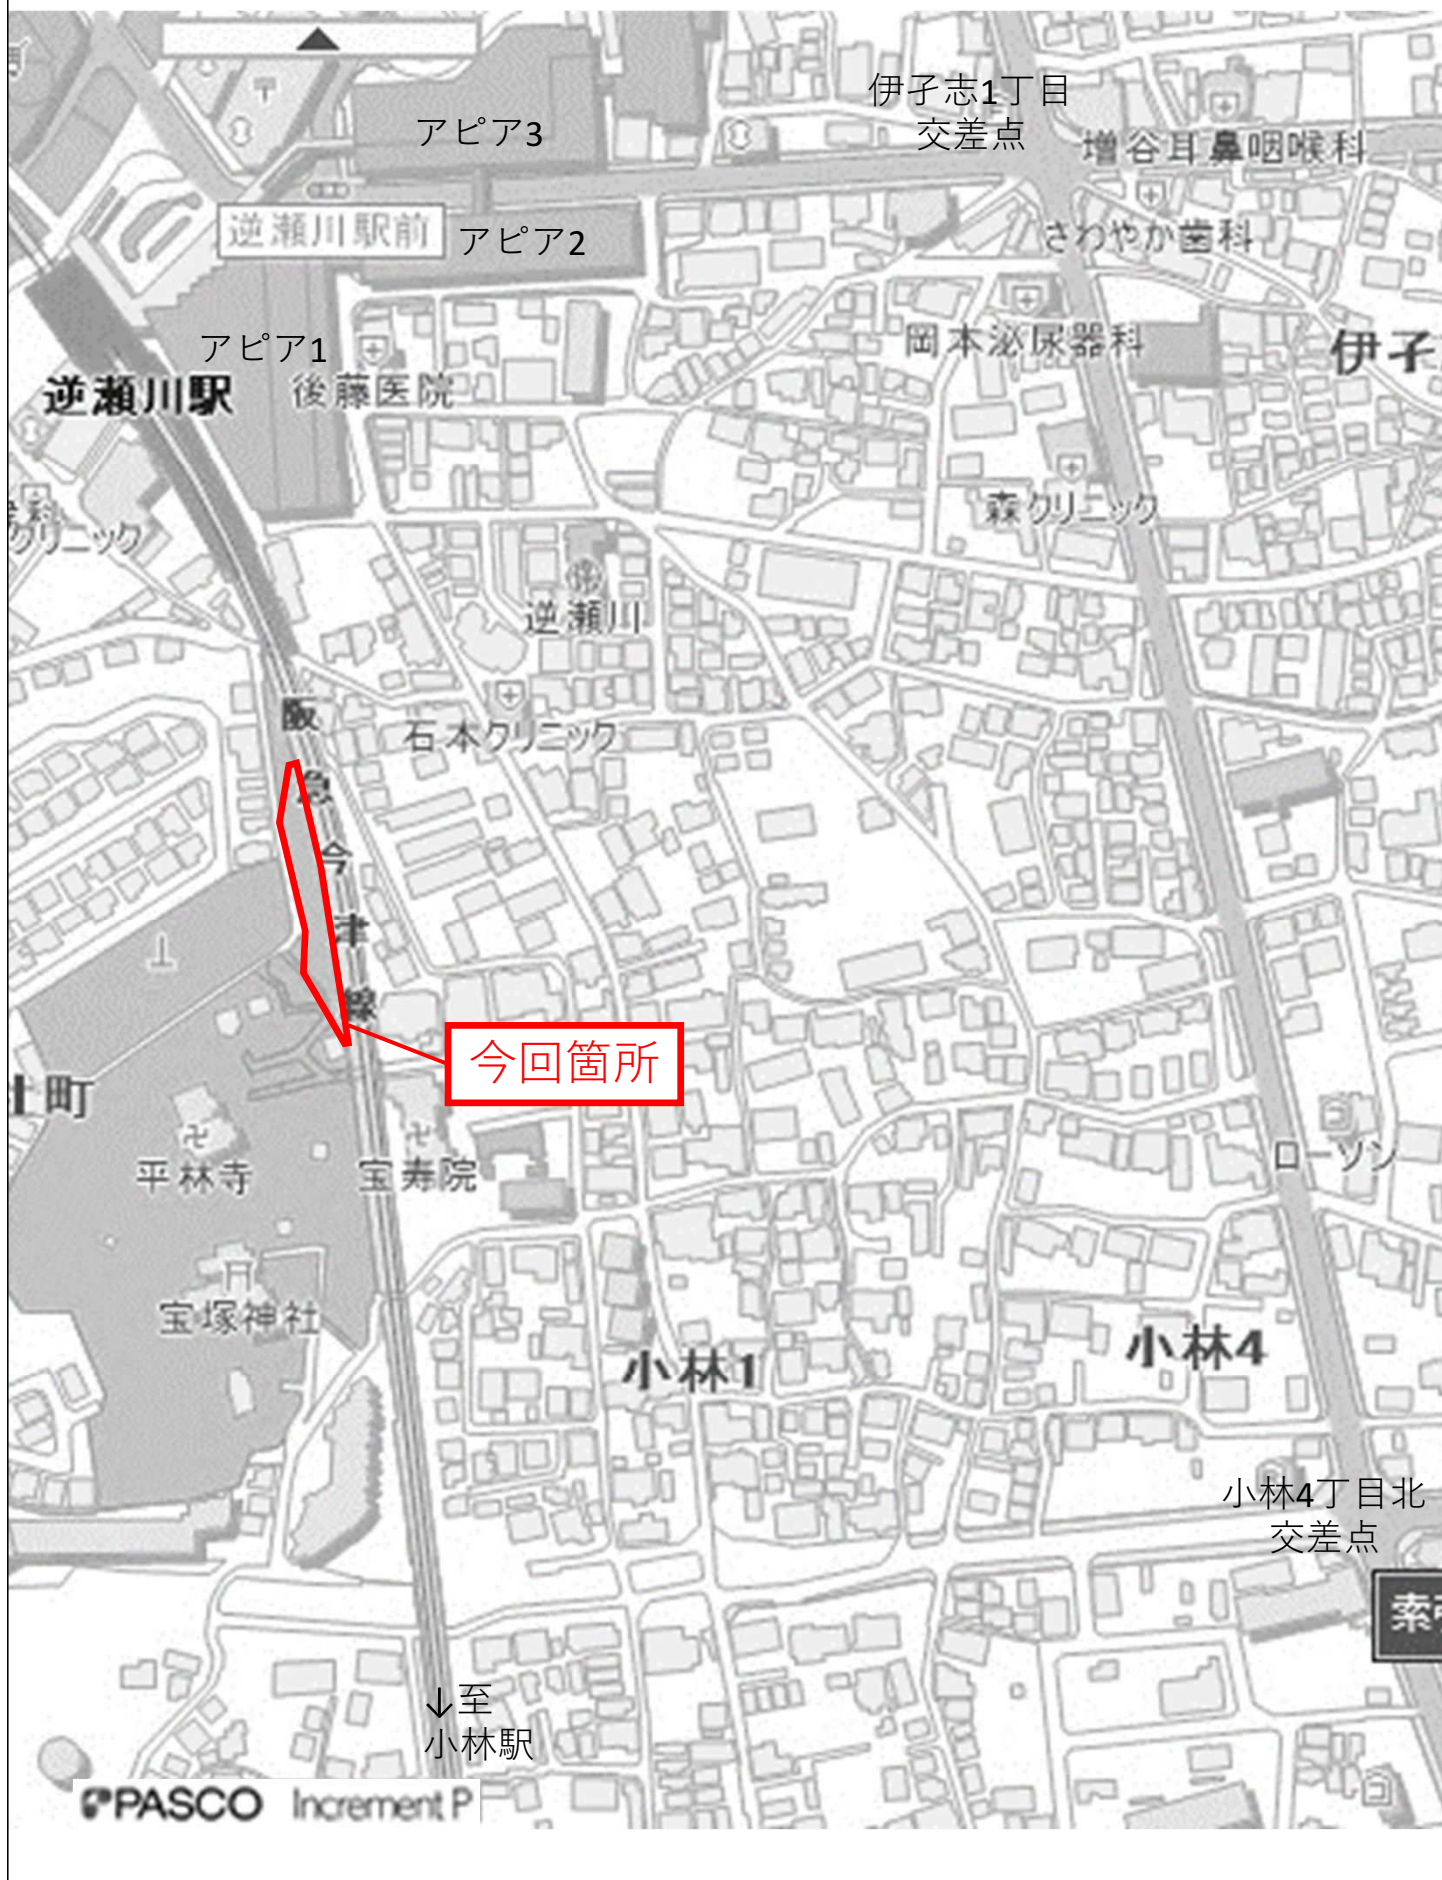 伊孑志1丁目
交差点
アピア3
増谷耳鼻咽喉科
逆瀬川駅前
アピア2
さわやか歯科
アピア1
岡本泌尿器科
伊孑
逆瀬川駅
後藤医院
森クリニック
クリニック
逆瀬川
阪急今津線
石本クリニック
今回箇所
土町
平林寺
宝寿院
ローソン
宝塚神社
小林1
小林4
小林4丁目北
交差点
↓至
小林駅
PASCO Increment P